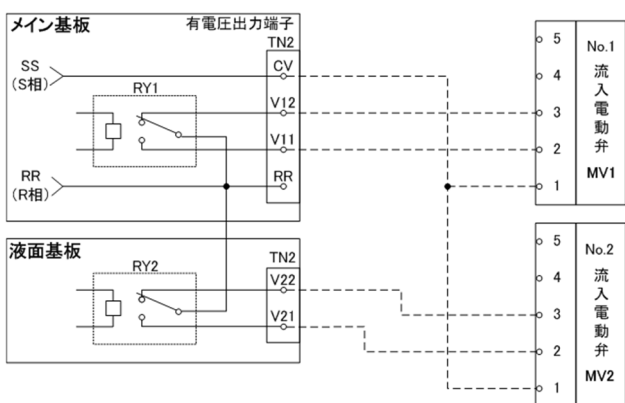 メイン基板
有電圧出力端子
TN2
SS
(S相)
CV
RY1
V12
V11
RR
(R相)
RR
液面基板
TN2
RY2
V22
V21
5
4
3
2
1
No.1
流入電動弁
MV1
5
4
3
2
1
No.2
流入電動弁
MV2